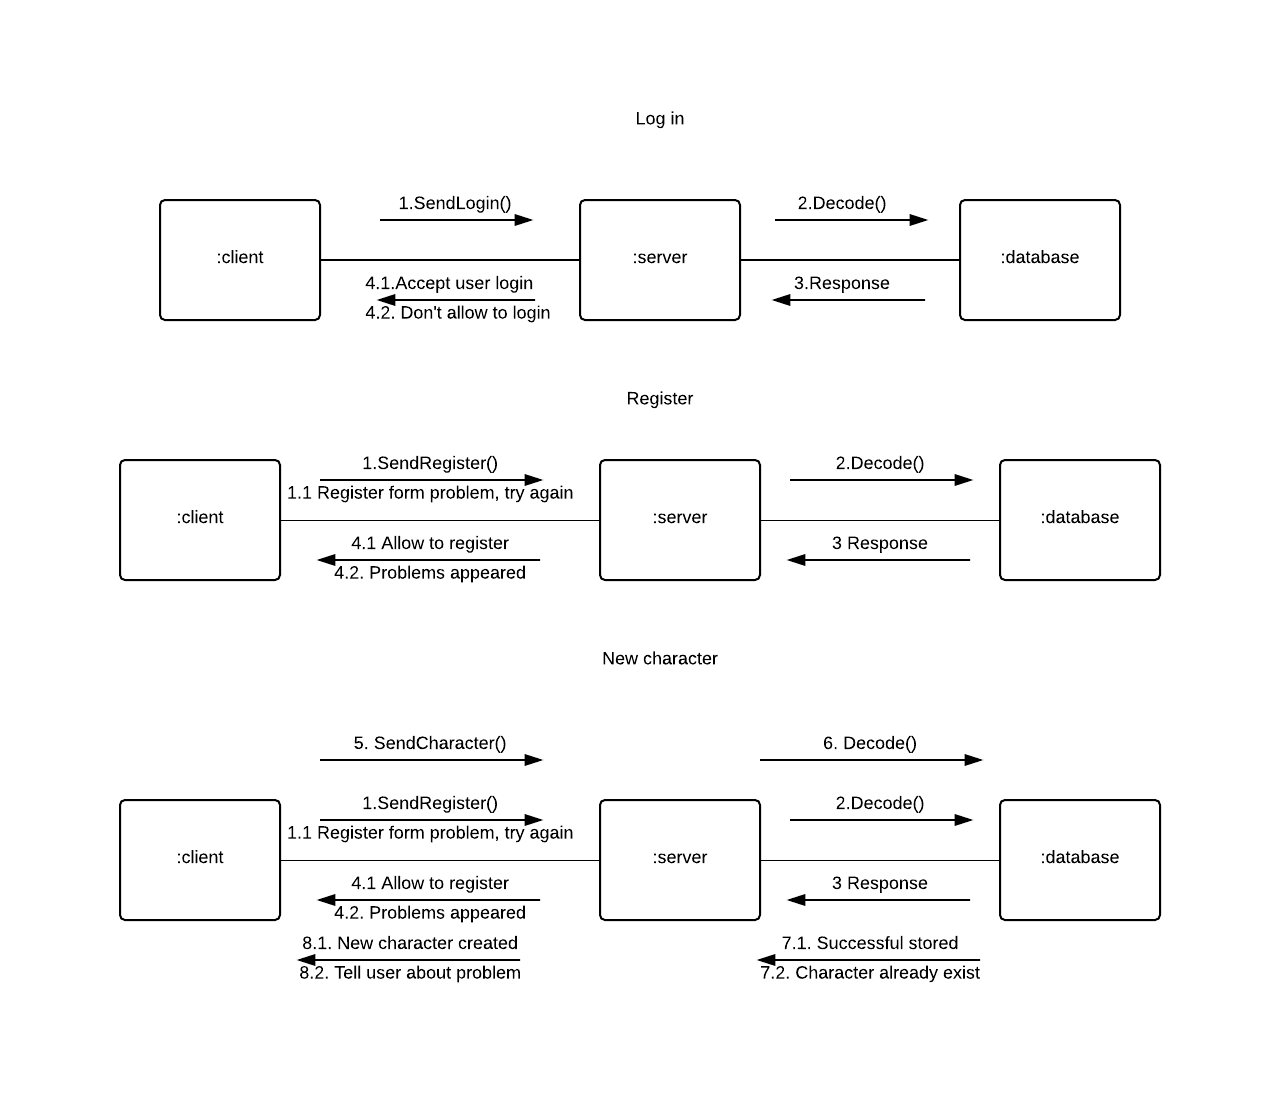 Log in
1.SendLogin()
2.Decode()
:client
:server
:database
4.1.Accept user login
3.Response
4.2. Don't allow to login
Register
1.SendRegister()
2.Decode()
1.1 Register form problem, try again
:client
:server
:database
4.1 Allow to register
3 Response
4.2. Problems appeared
New character
5. SendCharacter()
6. Decode()
1.SendRegister()
2.Decode()
1.1 Register form problem, try again
:client
:server
:database
4.1 Allow to register
3 Response
4.2. Problems appeared
8.1. New character created
7.1. Successful stored
8.2. Tell user about problem
7.2. Character already exist